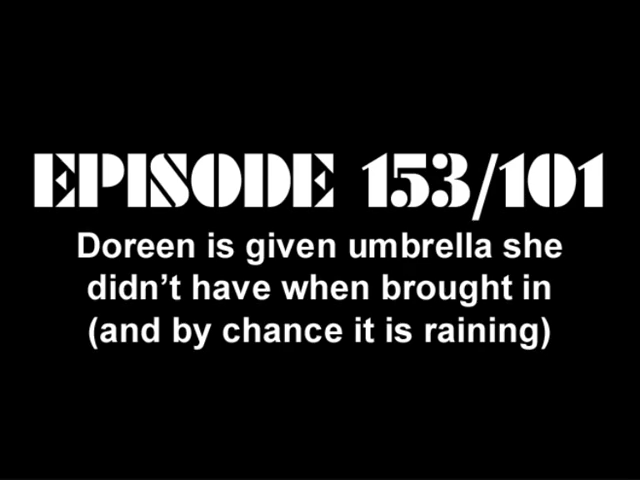 EPISODE 153/101
Doreen is given umbrella she
didn’t have when brought in
(and by chance it is raining)